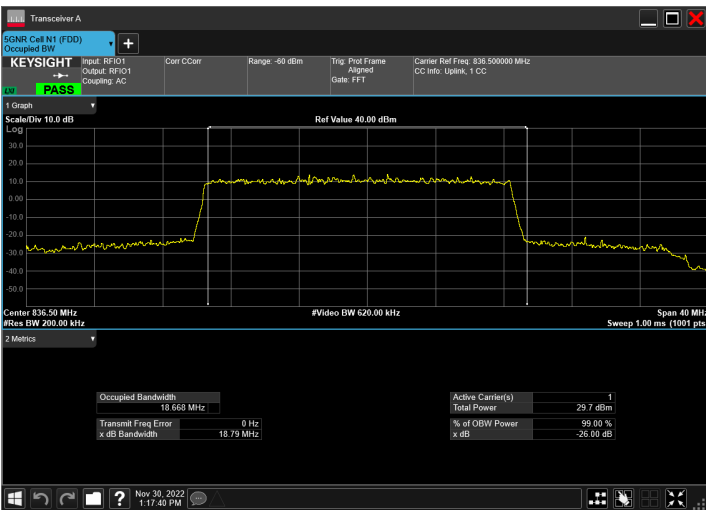 Transceiver A
5GNR Cell N1 (FDD)
Occupied BW
KEYSIGHT
LXI
PASS
Input: RFIO1
Output: RFIO1
Coupling: AC
Corr CCorr
Range: -60 dBm
Trig: Prot Frame
Aligned
Gate: FFT
Carrier Ref Freq: 836.500000 MHz
CC Info: Uplink, 1 CC
1 Graph
Scale/Div 10.0 dB
Ref Value 40.00 dBm
Log
30.0
20.0
10.0
0.00
-10.0
-20.0
-30.0
-40.0
-50.0
Center 836.50 MHz
#Video BW 620.00 kHz
Span 40 MHz
#Res BW 200.00 kHz
Sweep 1.00 ms (1001 pts
2 Metrics
Occupied Bandwidth
18.668 MHz
Transmit Freq Error 0 Hz
x dB Bandwidth 18.79 MHz
Active Carrier(s) 1
Total Power 29.7 dBm
% of OBW Power 99.00 %
x dB -26.00 dB
?
Nov 30, 2022
1:17:40 PM